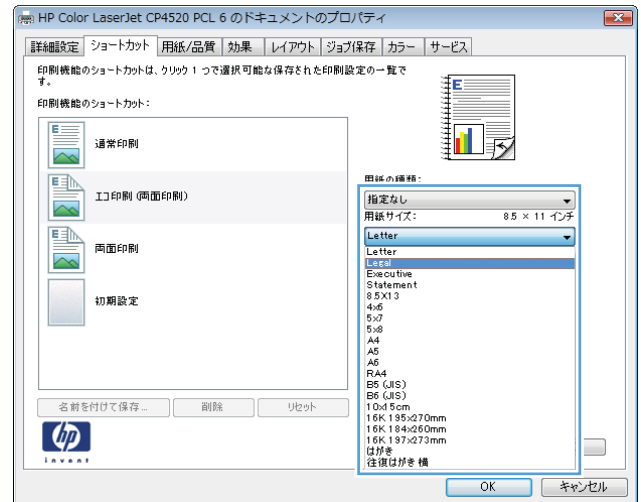 HP Color LaserJet CP4520 PCL 6 のドキュメントのプロパティ
詳細設定 ショートカット 用紙/品質 効果 レイアウト ジョブ保存 カラー サービス
印刷機能のショートカットは、クリック 1 つで選択可能な保存された印刷設定の一覧で
す。
印刷機能のショートカット:
通常印刷
エコ印刷 (両面印刷)
両面印刷
初期設定
用紙の種類:
指定なし
用紙サイズ: 8.5 × 11 インチ
Letter
Letter
Legal
Executive
Statement
8.5X13
4x6
5x7
5x8
A4
A5
A6
RA4
B5 (JIS)
B6 (JIS)
10x15cm
16K 195x270mm
16K 184x260mm
16K 197x273mm
はがき
往復はがき 横
名前を付けて保存... 削除 リセット
hp
invent
OK キャンセル